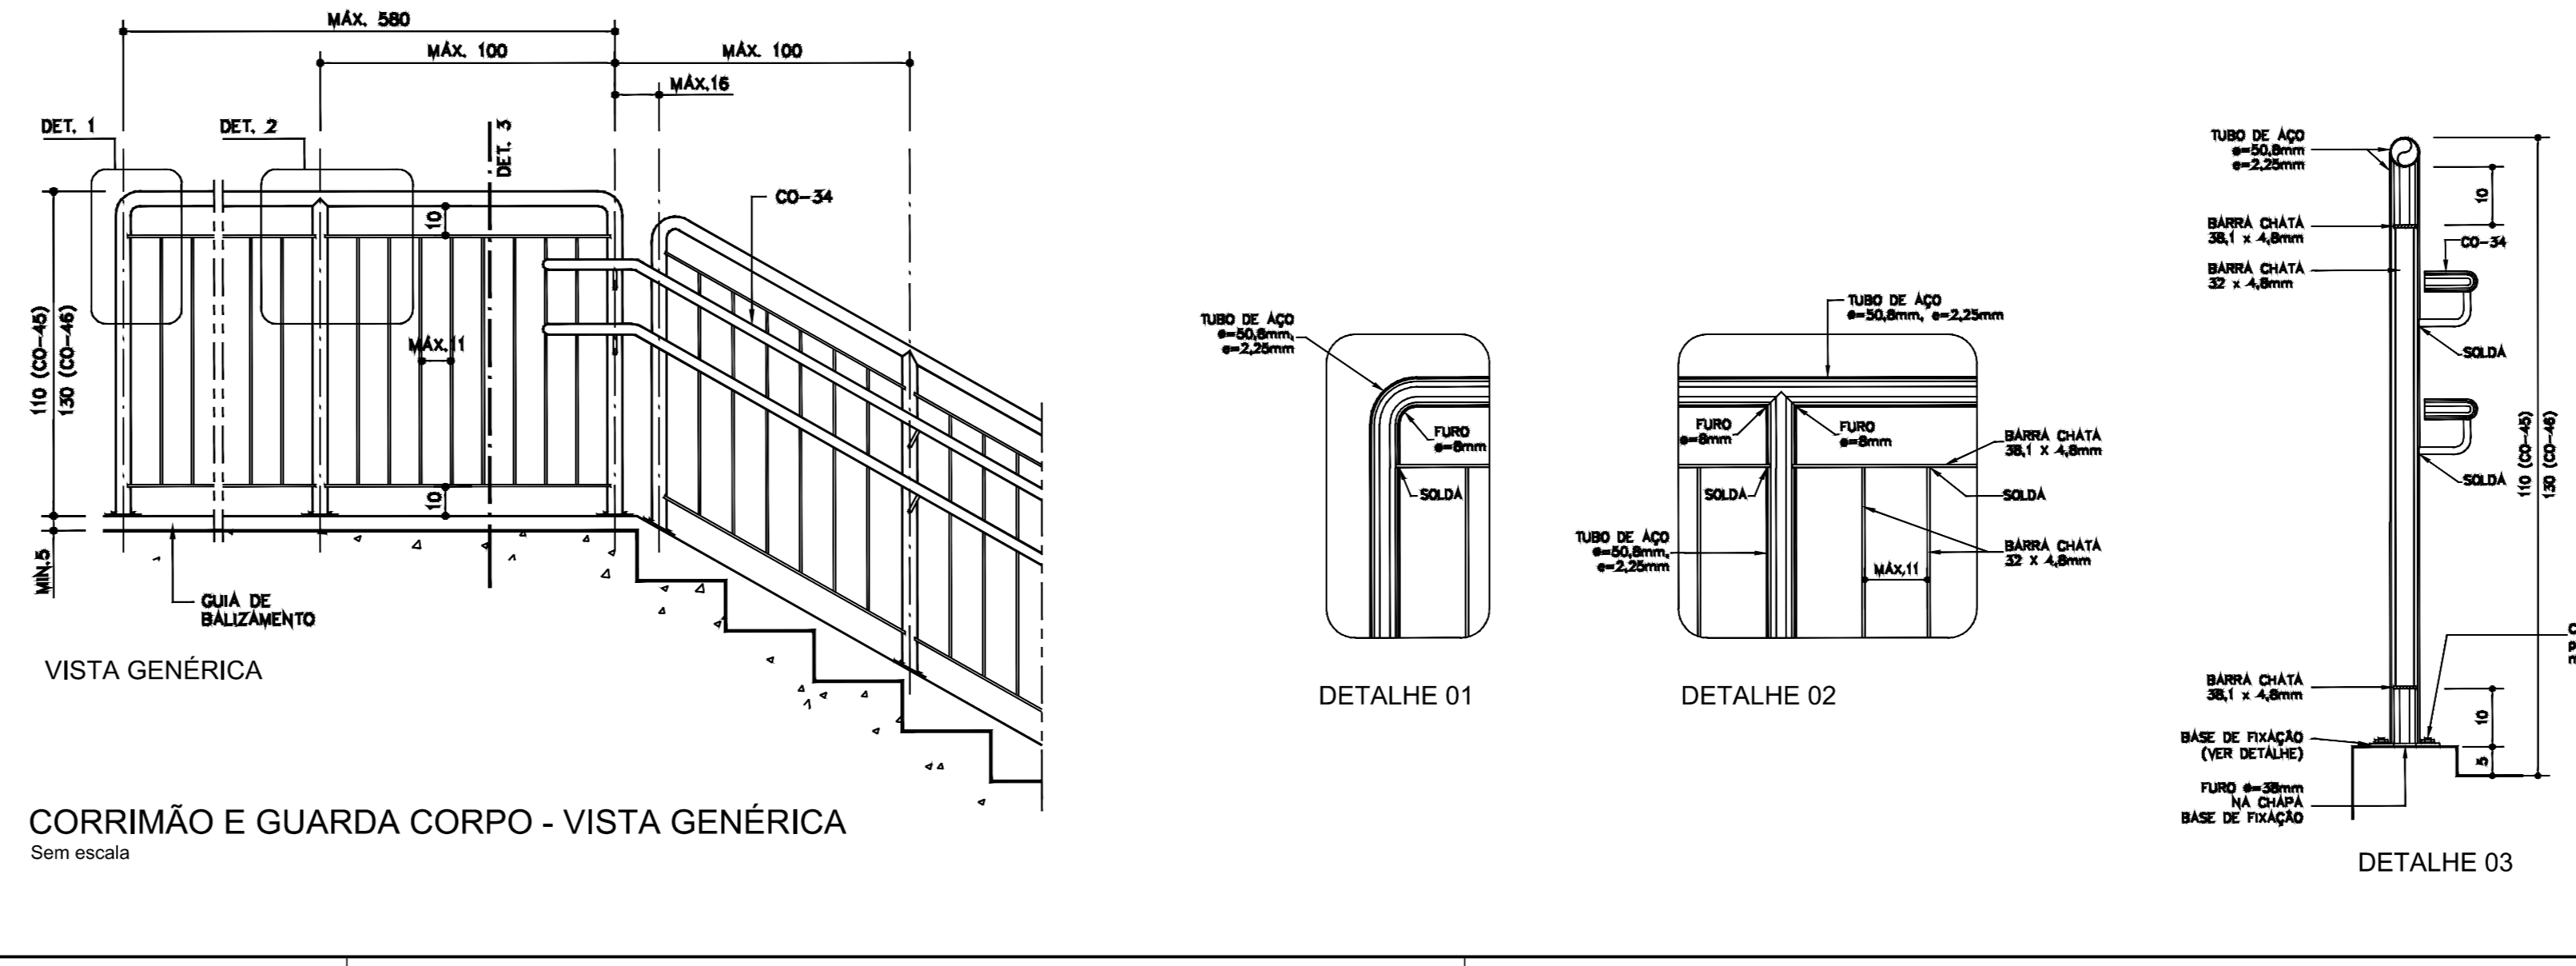 MÁX. 580
MÁX. 100
MÁX. 100
MÁX.16
DET. 1
DET. 2
DET. 3
CO-34
10
MÁX.11
10
110 (CO-45)
130 (CO-46)
MIN.5
GUIA DE
BALIZAMENTO
VISTA GENÉRICA
CORRIMÃO E GUARDA CORPO - VISTA GENÉRICA
Sem escala
TUBO DE AÇO
ø=50,8mm,
e=2,25mm
FURO
ø=8mm
SOLDA
DETALHE 01
TUBO DE AÇO
ø=50,8mm, e=2,25mm
FURO
ø=8mm
FURO
ø=8mm
BARRA CHATA
38,1 x 4,8mm
SOLDA
SOLDA
TUBO DE AÇO
ø=50,8mm,
e=2,25mm
MÁX,11
BARRA CHATA
32 X 4,8mm
DETALHE 02
TUBO DE AÇO
ø=50,8mm
e=2,25mm
10
BARRA CHATA
38,1 x 4,8mm
CO-34
BARRA CHATA
32 x 4,8mm
SOLDA
SOLDA
110 (CO-45)
130 (CO-46)
BARRA CHATA
38,1 x 4,8mm
10
BASE DE FIXAÇÃO
(VER DETALHE)
5
FURO ø=38mm
NA CHAPA
BASE DE FIXAÇÃO
DETALHE 03